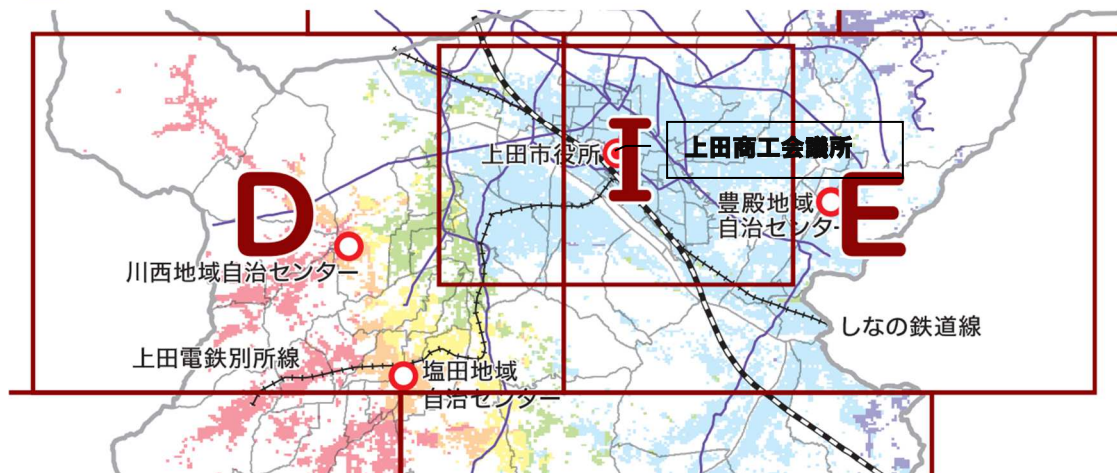 上田市役所
I
上田商工会議所
D
豊殿地域
自治センター
E
川西地域自治センター
しなの鉄道線
上田電鉄別所線
塩田地域
自治センター